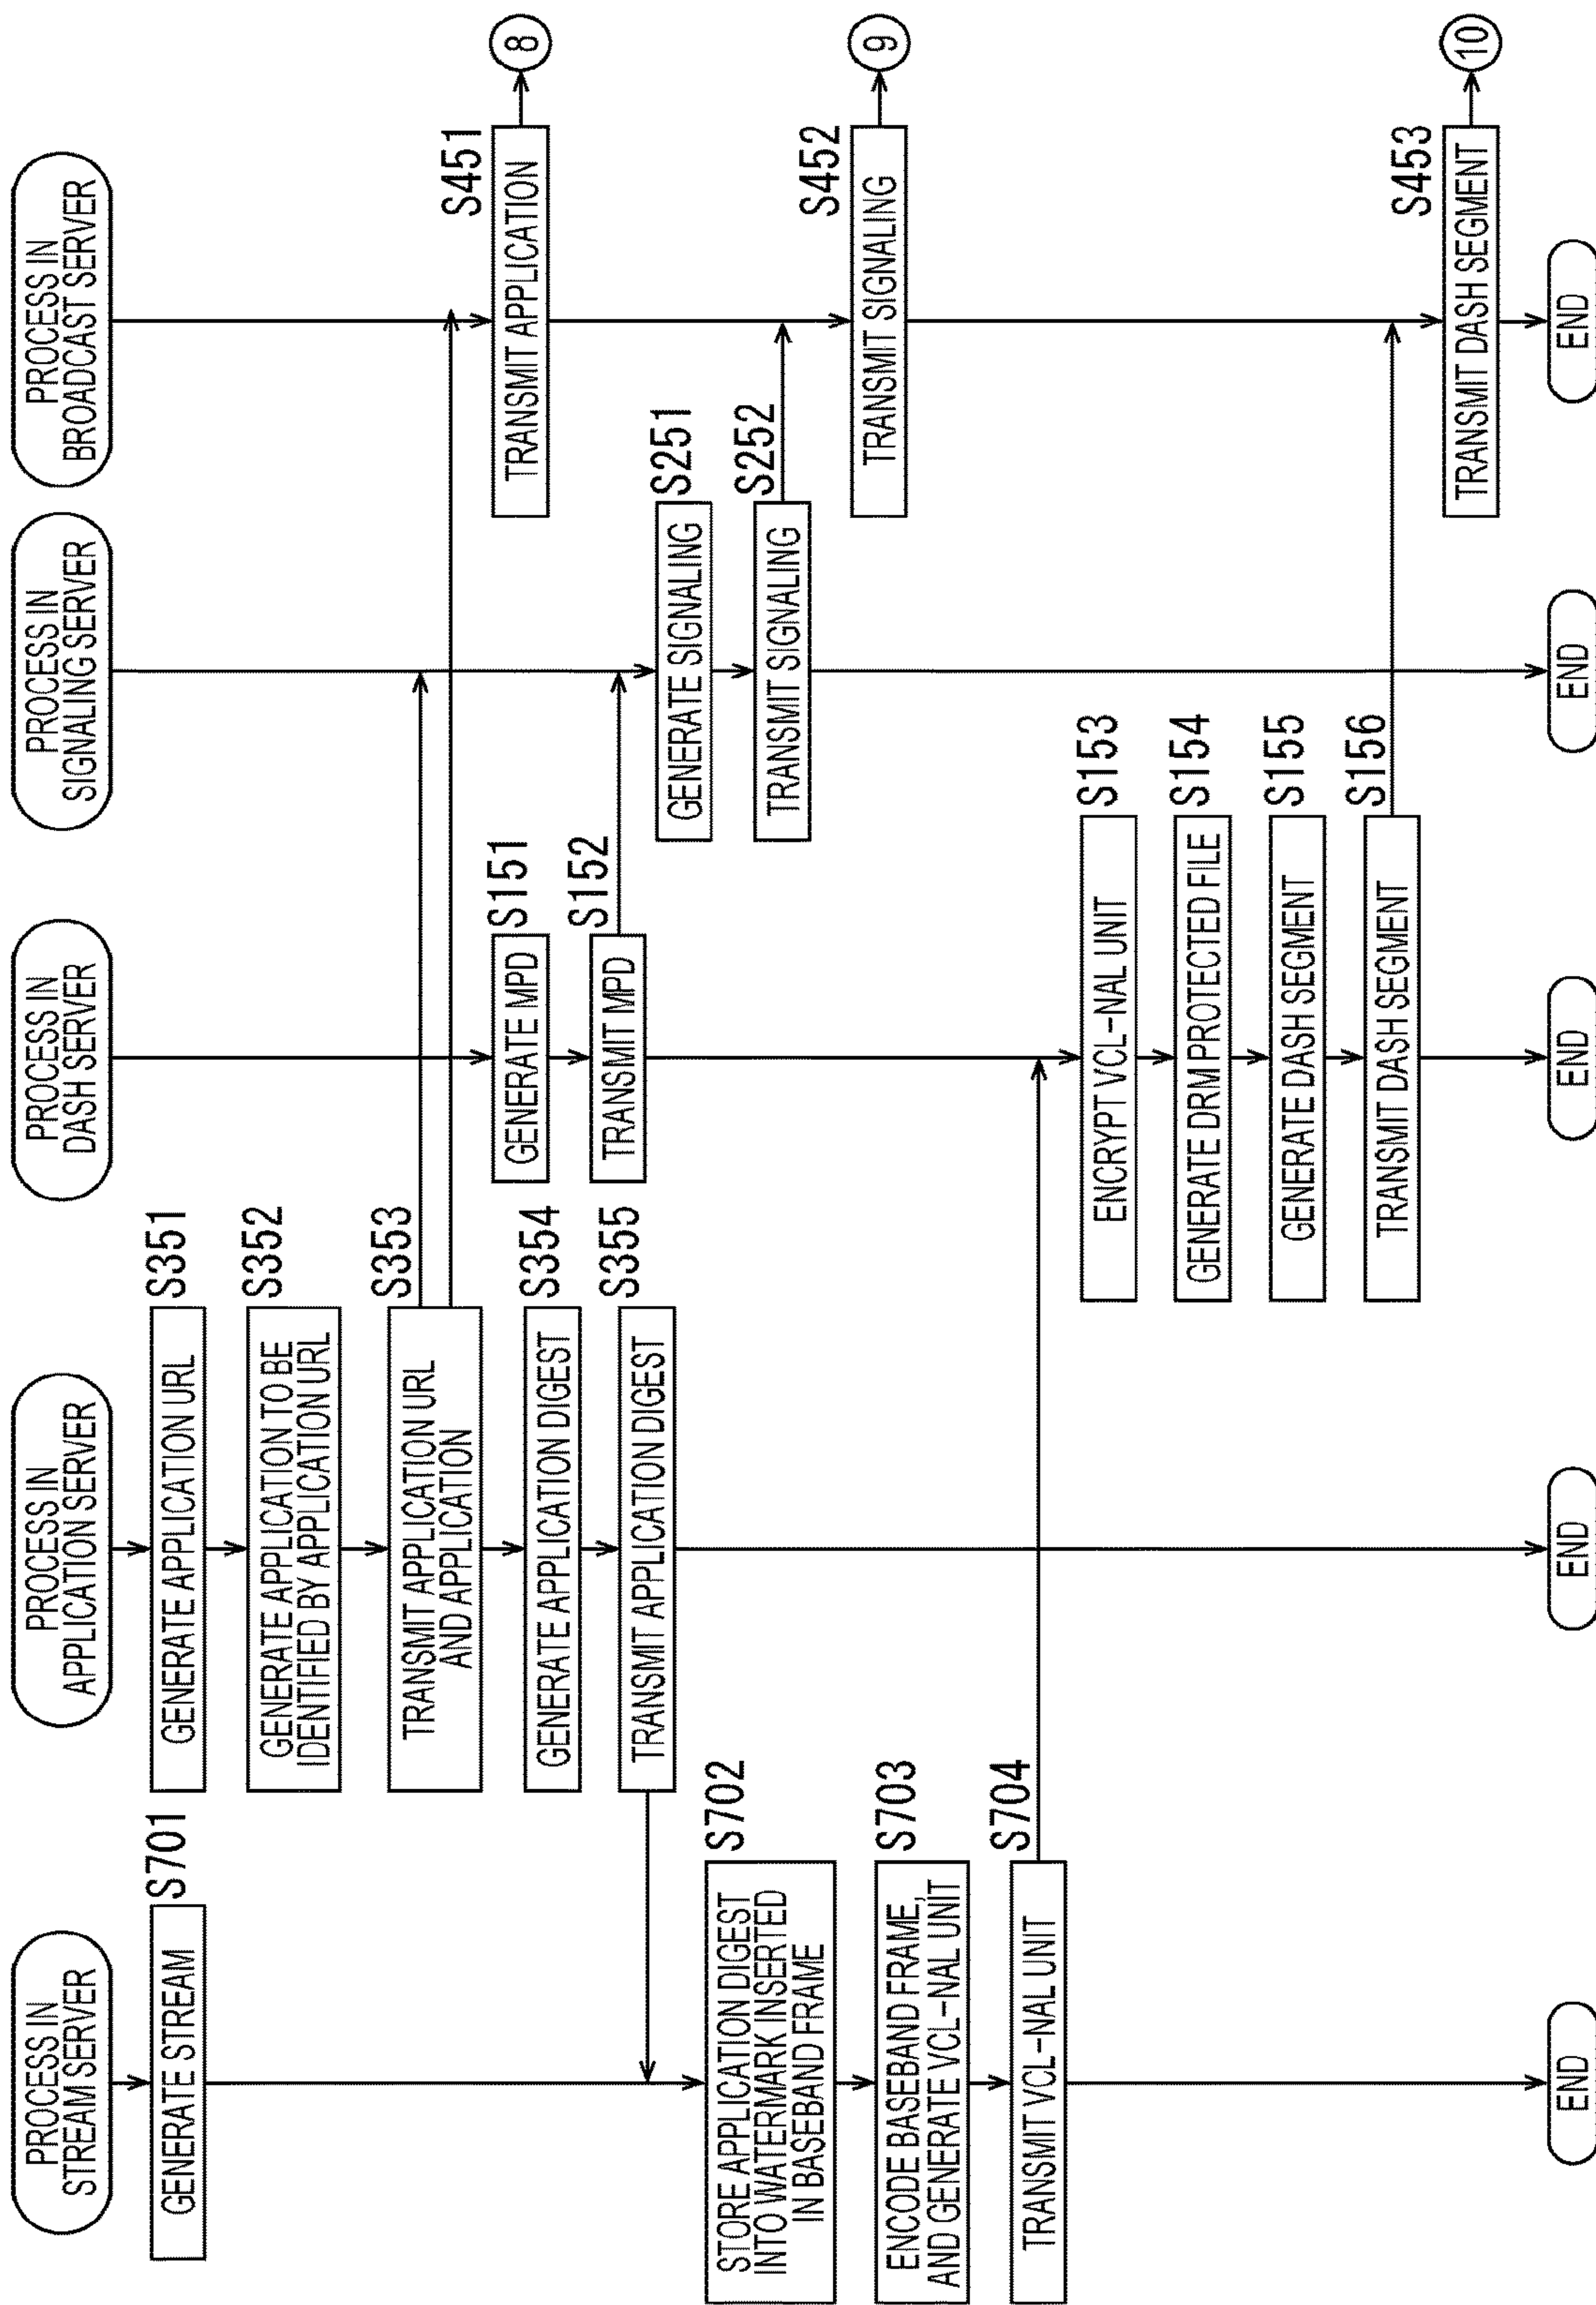 PROCESS IN
STREAM SERVER
S701
GENERATE STREAM
S702
STORE APPLICATION DIGEST
INTO WATERMARK INSERTED
IN BASEBAND FRAME
S703
ENCODE BASEBAND FRAME,
AND GENERATE VCL-NAL UNIT
S704
TRANSMIT VCL-NAL UNIT
END
PROCESS IN
APPLICATION SERVER
S351
GENERATE APPLICATION URL
S352
GENERATE APPLICATION TO BE
IDENTIFIED BY APPLICATION URL
S353
TRANSMIT APPLICATION URL
AND APPLICATION
S354
GENERATE APPLICATION DIGEST
S355
TRANSMIT APPLICATION DIGEST
END
PROCESS IN
DASH SERVER
S151
GENERATE MPD
S152
TRANSMIT MPD
S153
ENCRYPT VCL-NAL UNIT
S154
GENERATE DRM PROTECTED FILE
S155
GENERATE DASH SEGMENT
S156
TRANSMIT DASH SEGMENT
END
PROCESS IN
SIGNALING SERVER
S251
GENERATE SIGNALING
S252
TRANSMIT SIGNALING
END
PROCESS IN
BROADCAST SERVER
S451
TRANSMIT APPLICATION
8
S452
TRANSMIT SIGNALING
9
S453
TRANSMIT DASH SEGMENT
10
END